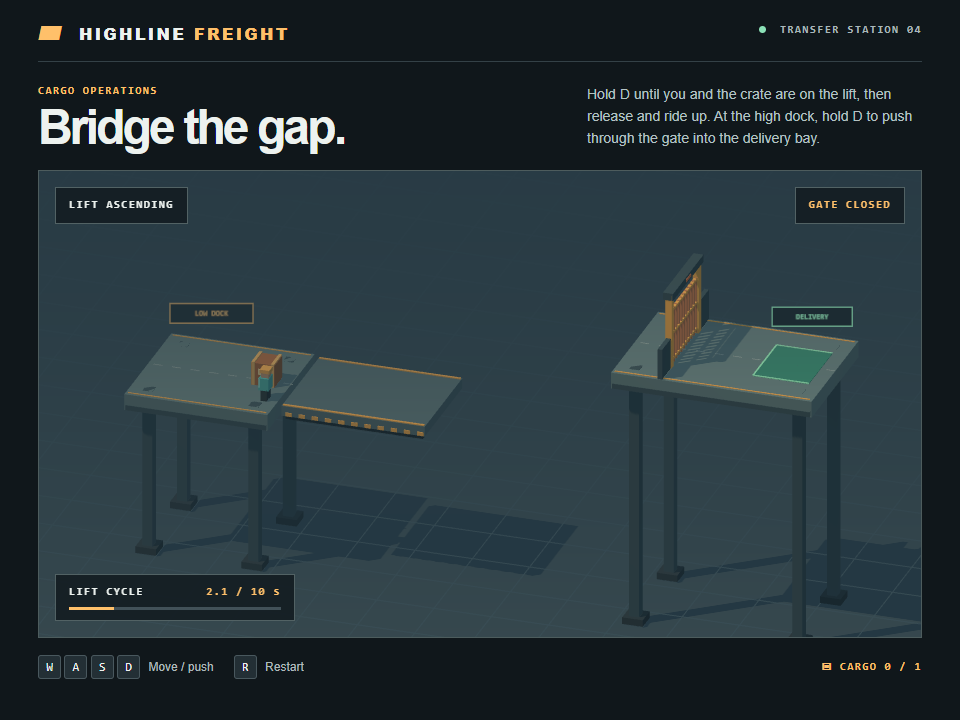 HIGHLINE FREIGHT
TRANSFER STATION 04
CARGO OPERATIONS
Bridge the gap.
Hold D until you and the crate are on the lift, then
release and ride up. At the high dock, hold D to push
through the gate into the delivery bay.
LIFT ASCENDING
GATE CLOSED
LOW DOCK
DELIVERY
LIFT CYCLE 2.1 / 10 s
W A S D Move / push R Restart
CARGO 0 / 1